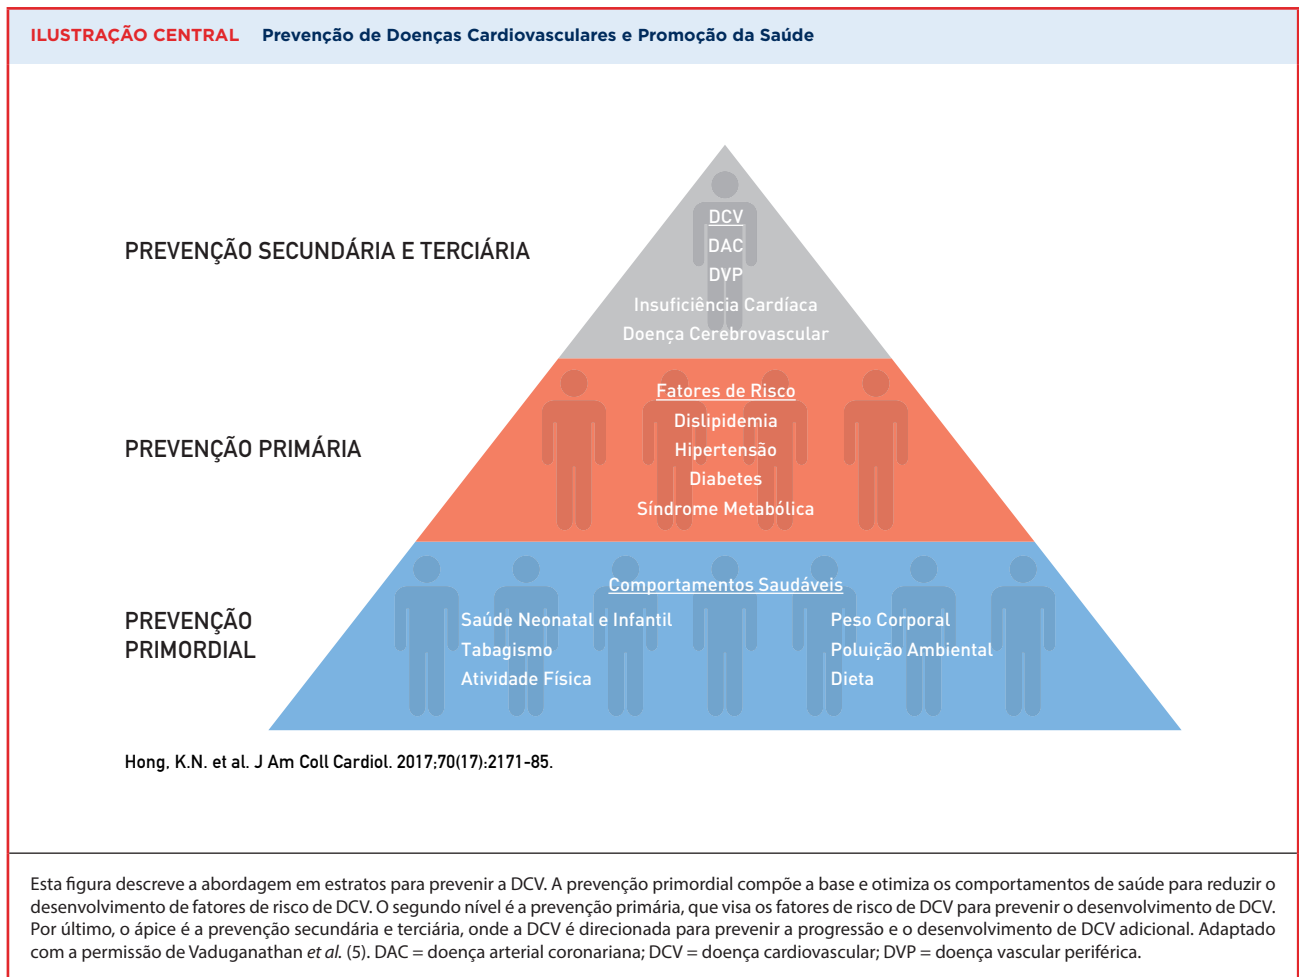 ILUSTRAÇÃO CENTRAL Prevenção de Doenças Cardiovasculares e Promoção da Saúde
PREVENÇÃO SECUNDÁRIA E TERCIÁRIA
DCV
DAC
DVP
Insuficiência Cardíaca
Doença Cerebrovascular
PREVENÇÃO PRIMÁRIA
Fatores de Risco
Dislipidemia
Hipertensão
Diabetes
Síndrome Metabólica
PREVENÇÃO
PRIMORDIAL
Comportamentos Saudáveis
Saúde Neonatal e Infantil
Tabagismo
Atividade Física
Peso Corporal
Poluição Ambiental
Dieta
Hong, K.N. et al. J Am Coll Cardiol. 2017;70(17):2171-85.
Esta figura descreve a abordagem em estratos para prevenir a DCV. A prevenção primordial compõe a base e otimiza os comportamentos de saúde para reduzir o
desenvolvimento de fatores de risco de DCV. O segundo nível é a prevenção primária, que visa os fatores de risco de DCV para prevenir o desenvolvimento de DCV.
Por último, o ápice é a prevenção secundária e terciária, onde a DCV é direcionada para prevenir a progressão e o desenvolvimento de DCV adicional. Adaptado
com a permissão de Vaduganathan et al. (5). DAC = doença arterial coronariana; DCV = doença cardiovascular; DVP = doença vascular periférica.